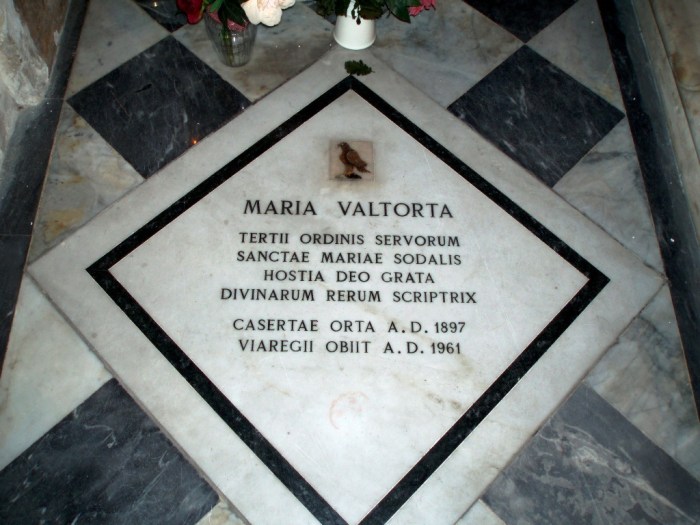 MARIA VALTORTA
TERTII ORDINIS SERVORUM
SANCTAE MARIAE SODALIS
HOSTIA DEO GRATA
DIVINARUM RERUM SCRIPTRIX
CASERTAE ORTA A.D. 1897
VIAREGII OBIIT A.D. 1961